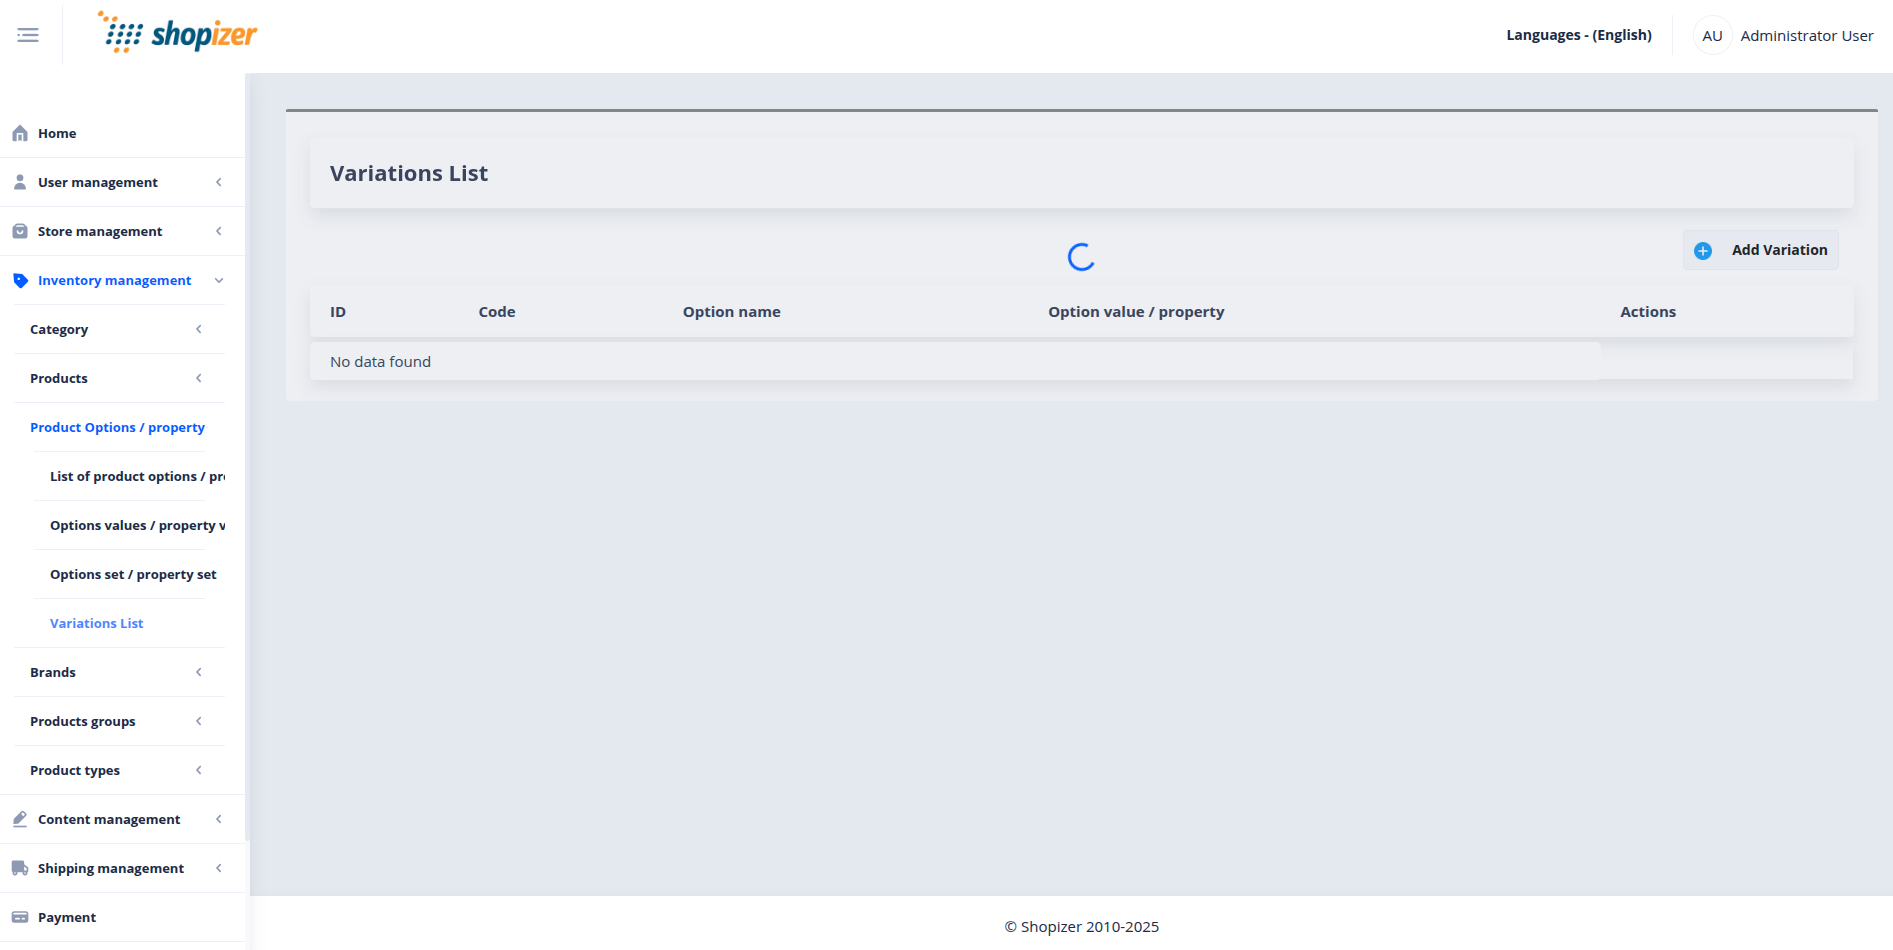 shopizer
Languages - (English)
AU
Administrator User
Home
User management
Store management
Inventory management
Category
Products
Product Options / property
List of product options / pr
Options values / property v
Options set / property set
Variations List
Brands
Products groups
Product types
Content management
Shipping management
Payment
Variations List
Add Variation
ID Code Option name Option value / property Actions
No data found
© Shopizer 2010-2025